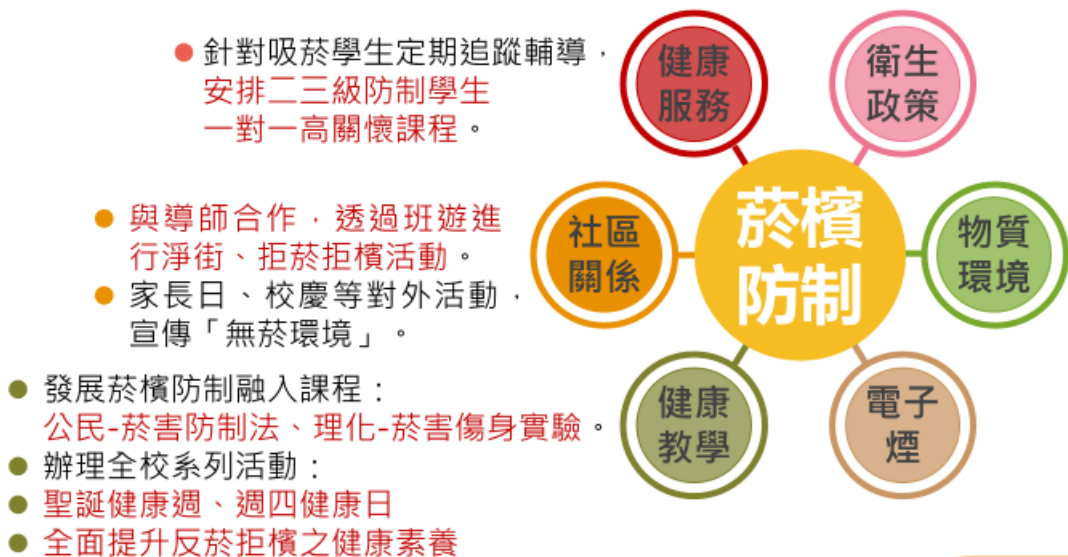 針對吸菸學生定期追蹤輔導，
安排二三級防制學生
一對一高關懷課程。
與導師合作，透過班遊進
行淨街、拒菸拒檳活動。
家長日、校慶等對外活動，
宣傳「無菸環境」。
發展菸檳防制融入課程：
公民-菸害防制法、理化-菸害傷身實驗。
辦理全校系列活動：
聖誕健康週、週四健康日
全面提升反菸拒檳之健康素養
健康
服務
衛生
政策
社區
關係
菸檳
防制
物質
環境
健康
教學
電子
煙